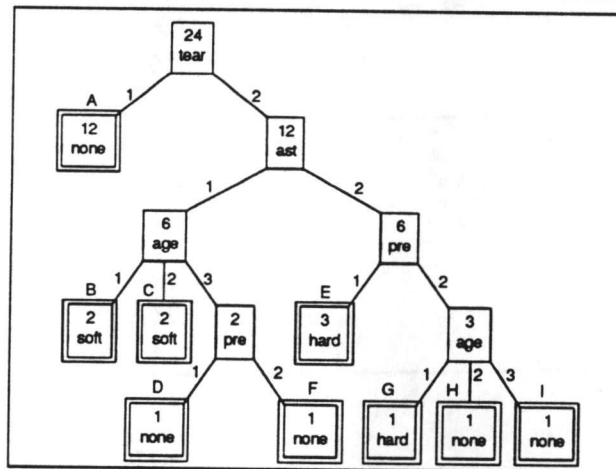 24
tear
A 1 2
12
none
12
ast
1 2
6
age
6
pre
B 1 C 2 3
E 1 2
2
soft
2
soft
2
pre
3
hard
3
age
D 1 2 F
G 1 H 2 3 I
1
none
1
none
1
hard
1
none
1
none